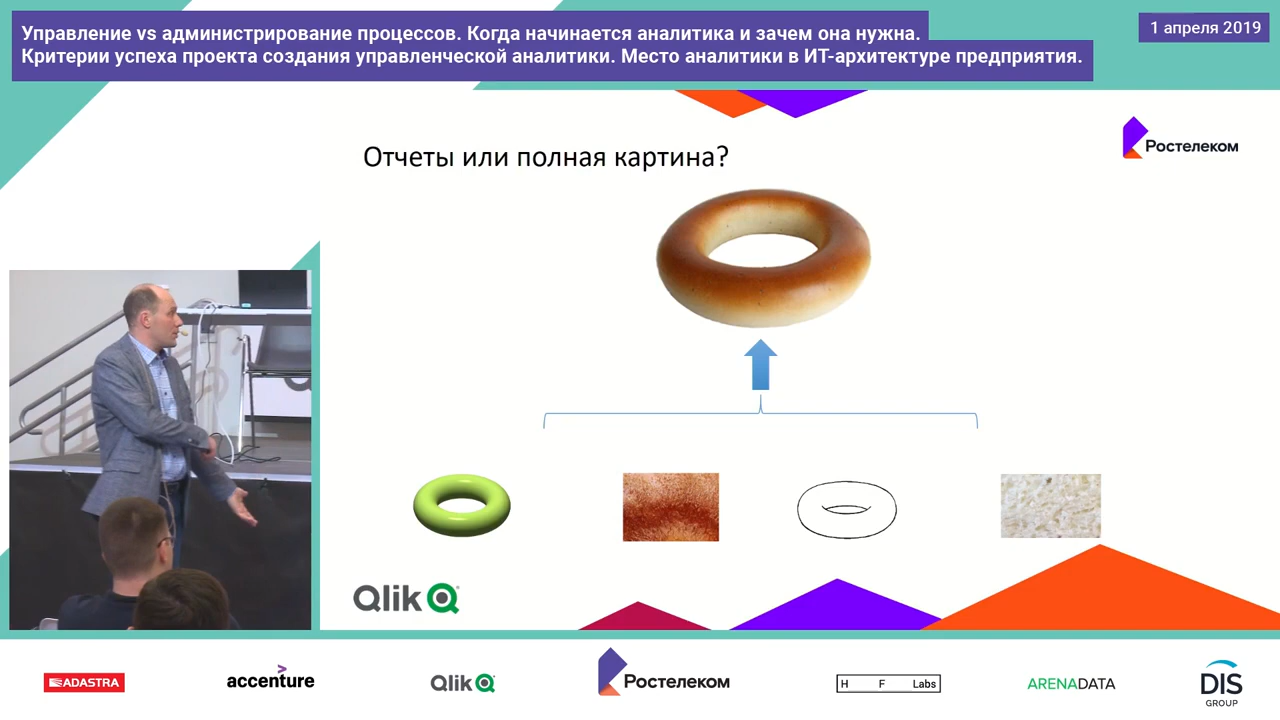 Управление vs администрирование процессов. Когда начинается аналитика и зачем она нужна.
Критерии успеха проекта создания управленческой аналитики. Место аналитики в ИТ-архитектуре предприятия.
1 апреля 2019
Ростелеком
Отчеты или полная картина?
Qlik
ADASTRA
accenture
Qlik
Ростелеком
H F Labs
ARENADATA
DIS
GROUP